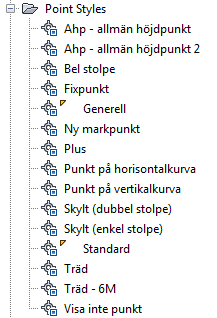 Point Styles
Ahp - allmän höjdpunkt
Ahp - allmän höjdpunkt 2
Bel stolpe
Fixpunkt
Generell
Ny markpunkt
Plus
Punkt på horisontalkurva
Punkt på vertikalkurva
Skylt (dubbel stolpe)
Skylt (enkel stolpe)
Standard
Träd
Träd - 6M
Visa inte punkt